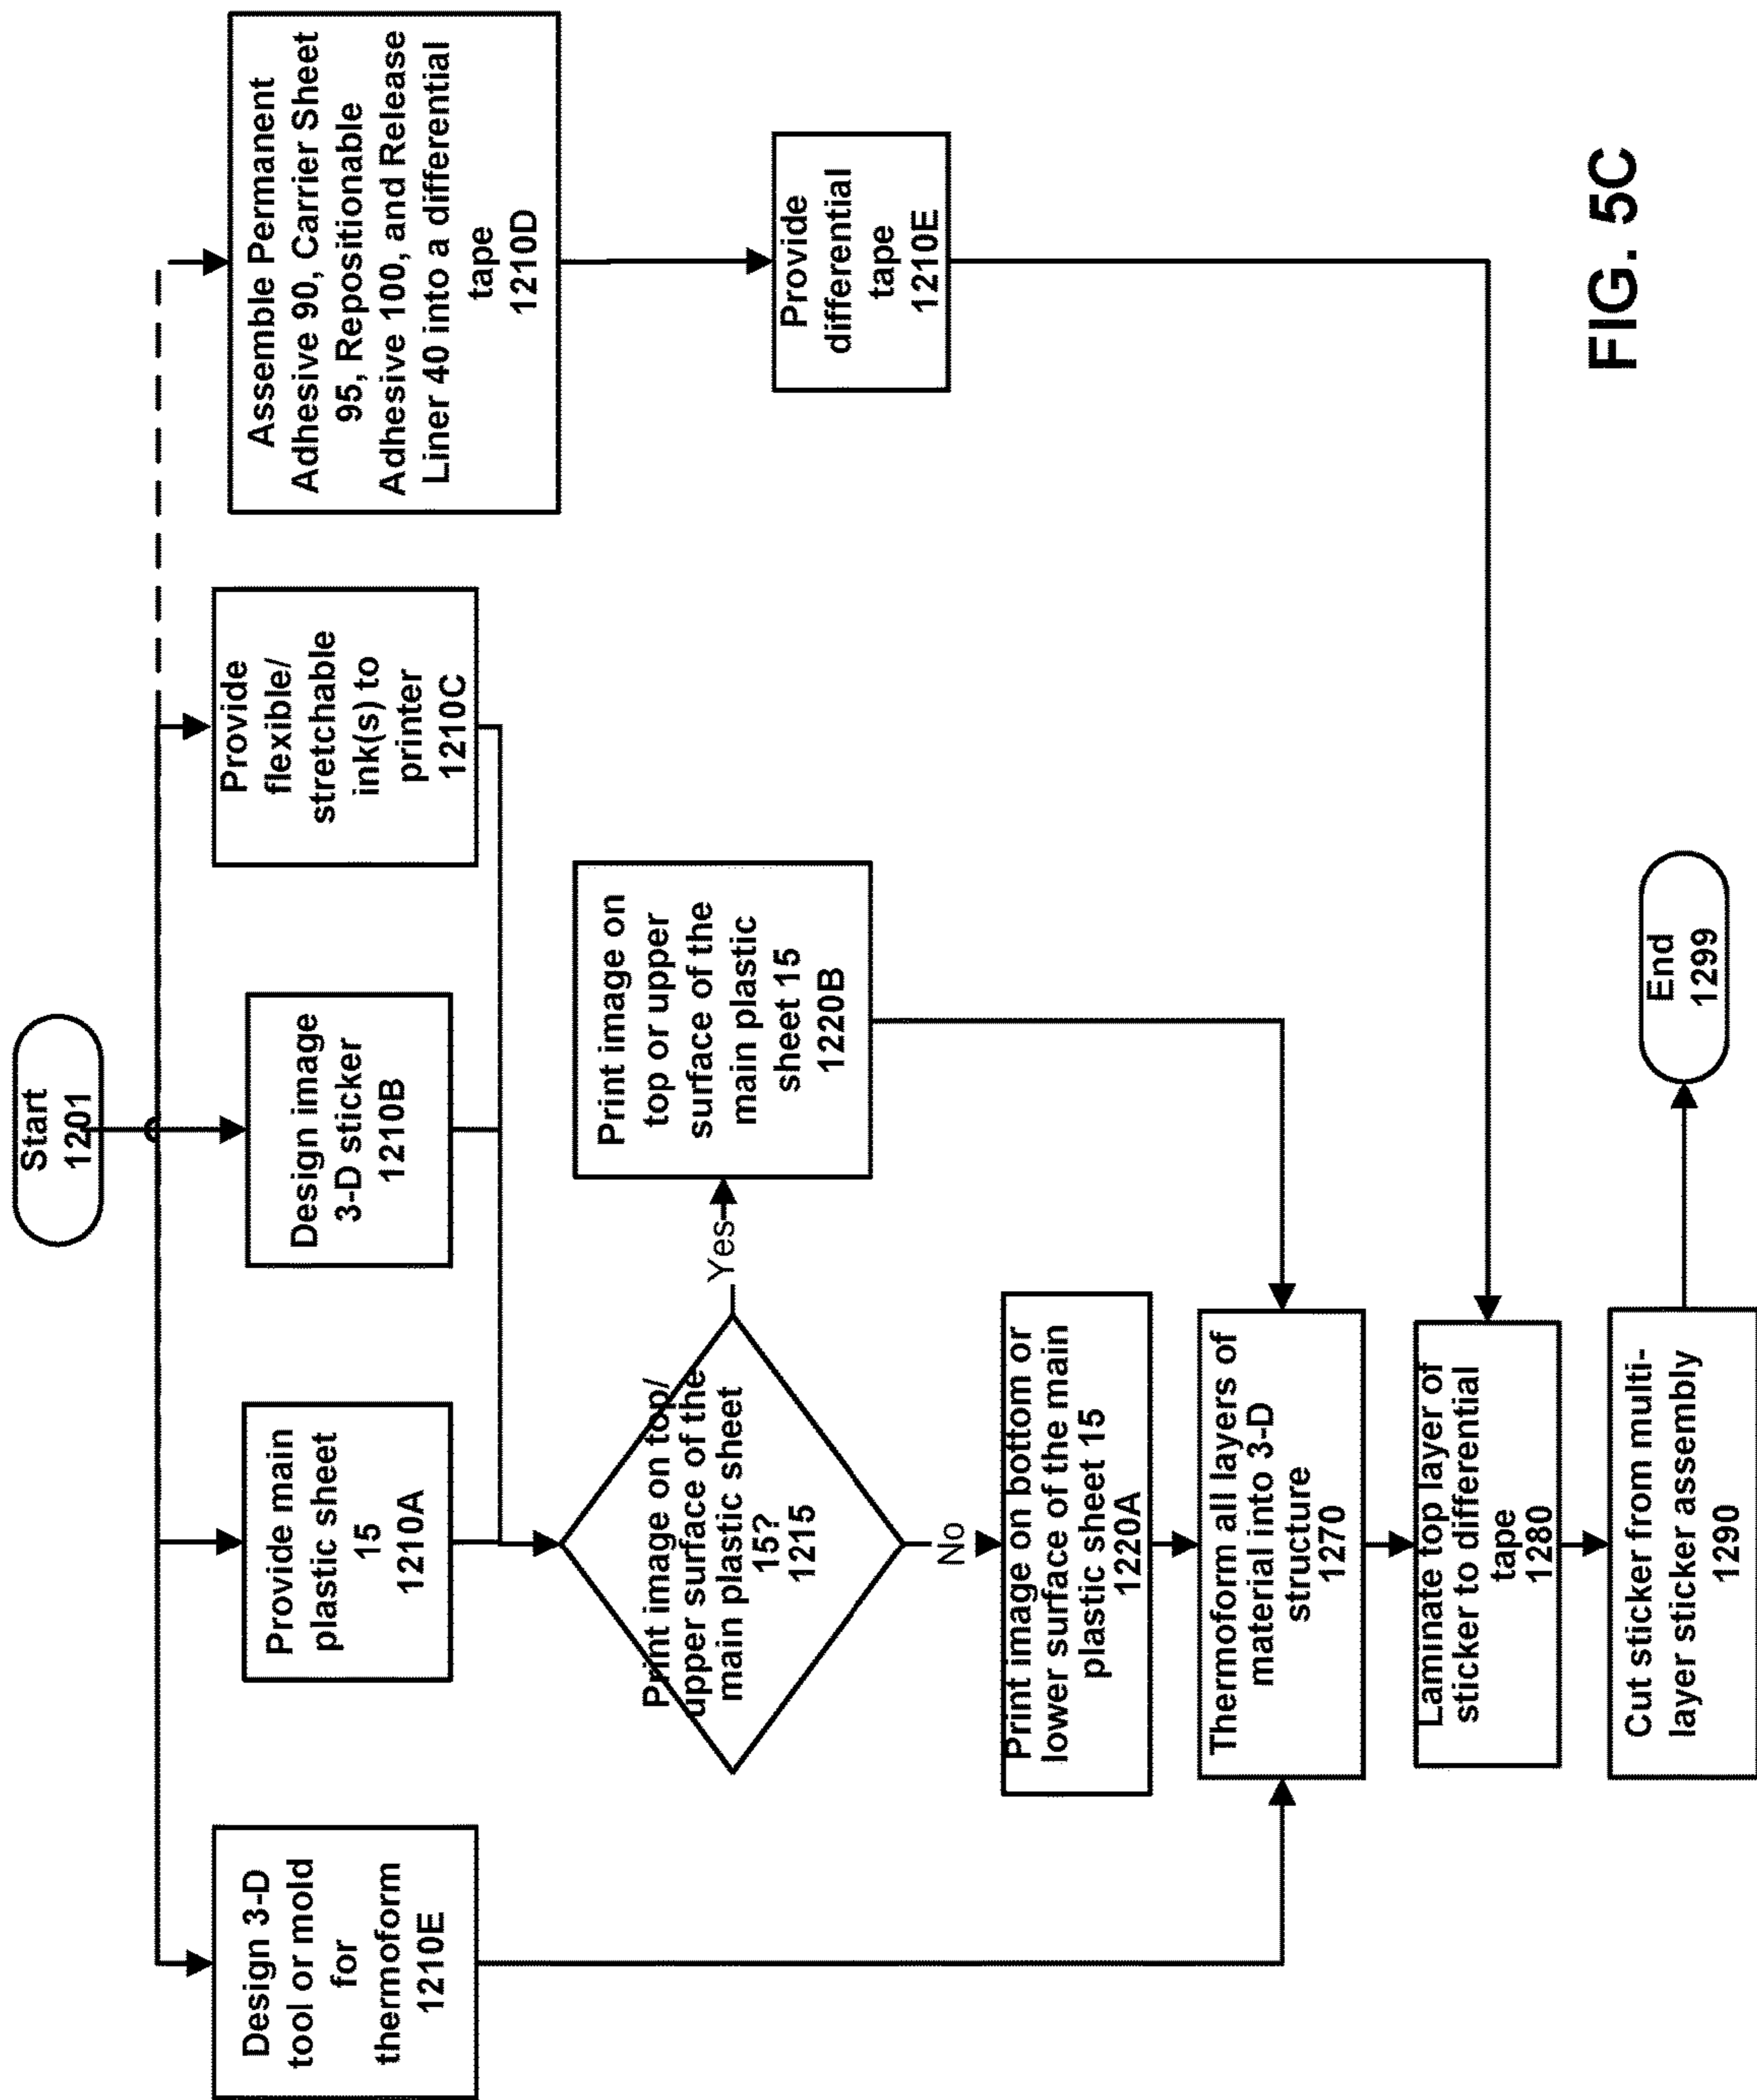 Start
1201
Design 3-D
tool or mold
for
thermoform
1210E
Provide main
plastic sheet
15
1210A
Design image
3-D sticker
1210B
Provide
flexible/
stretchable
ink(s) to
printer
1210C
Assemble Permanent
Adhesive 90, Carrier Sheet
95, Repositionable
Adhesive 100, and Release
Liner 40 into a differential
tape
1210D
Print image on top/
upper surface of the
main plastic sheet
15?
1215
Yes
No
Print image on
top or upper
surface of the
main plastic
sheet 15
1220B
Provide
differential
tape
1210E
Print image on bottom or
lower surface of the main
plastic sheet 15
1220A
Thermoform all layers of
material into 3-D
structure
1270
Laminate top layer of
sticker to differential
tape
1280
Cut sticker from multi-
layer sticker assembly
1290
End
1299
FIG. 5C